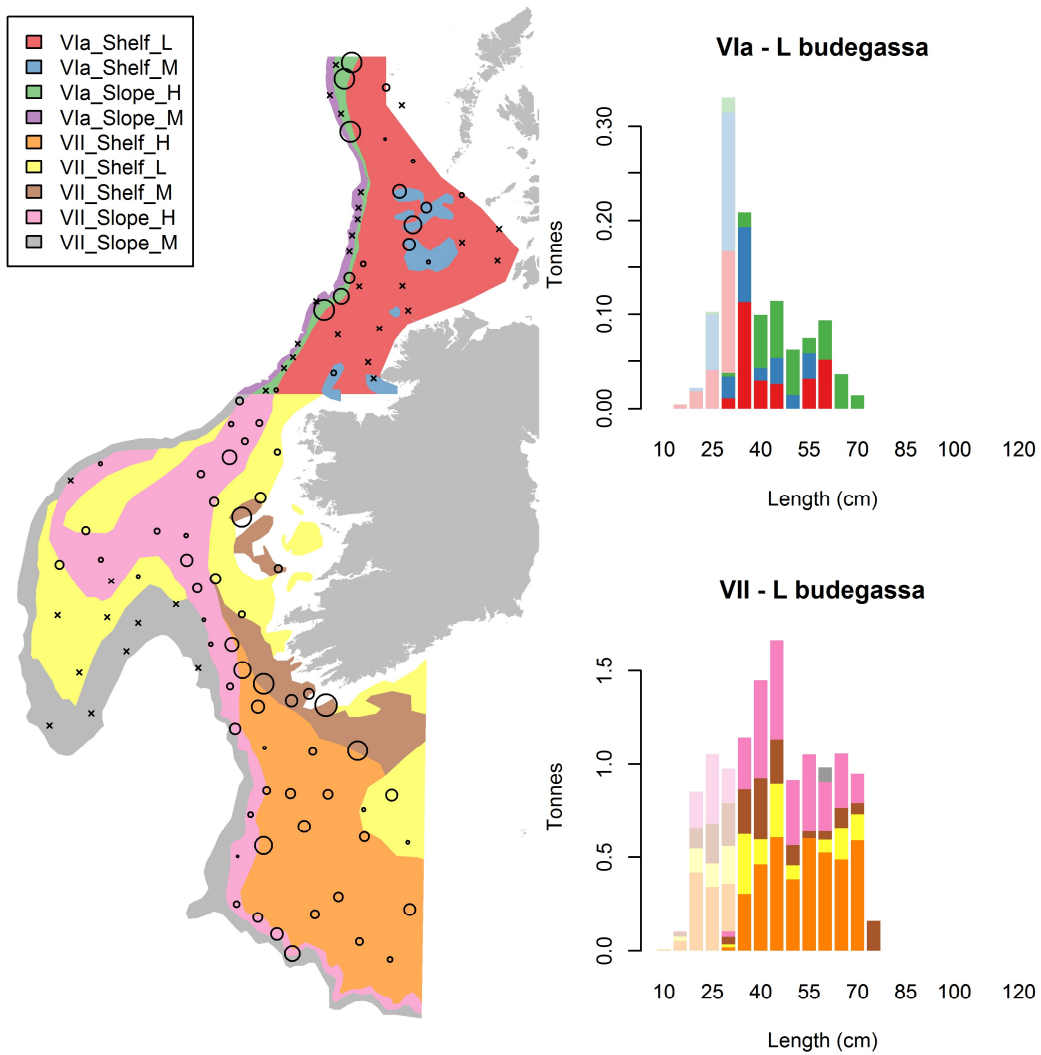 VIa_Shelf_L
VIa_Shelf_M
VIa_Slope_H
VIa_Slope_M
VII_Shelf_H
VII_Shelf_L
VII_Shelf_M
VII_Slope_H
VII_Slope_M
VIa - L budegassa
Tonnes
0.30
0.20
0.10
0.00
10 25 40 55 70 85 100 120
Length (cm)
VII - L budegassa
Tonnes
1.5
1.0
0.5
0.0
10 25 40 55 70 85 100 120
Length (cm)